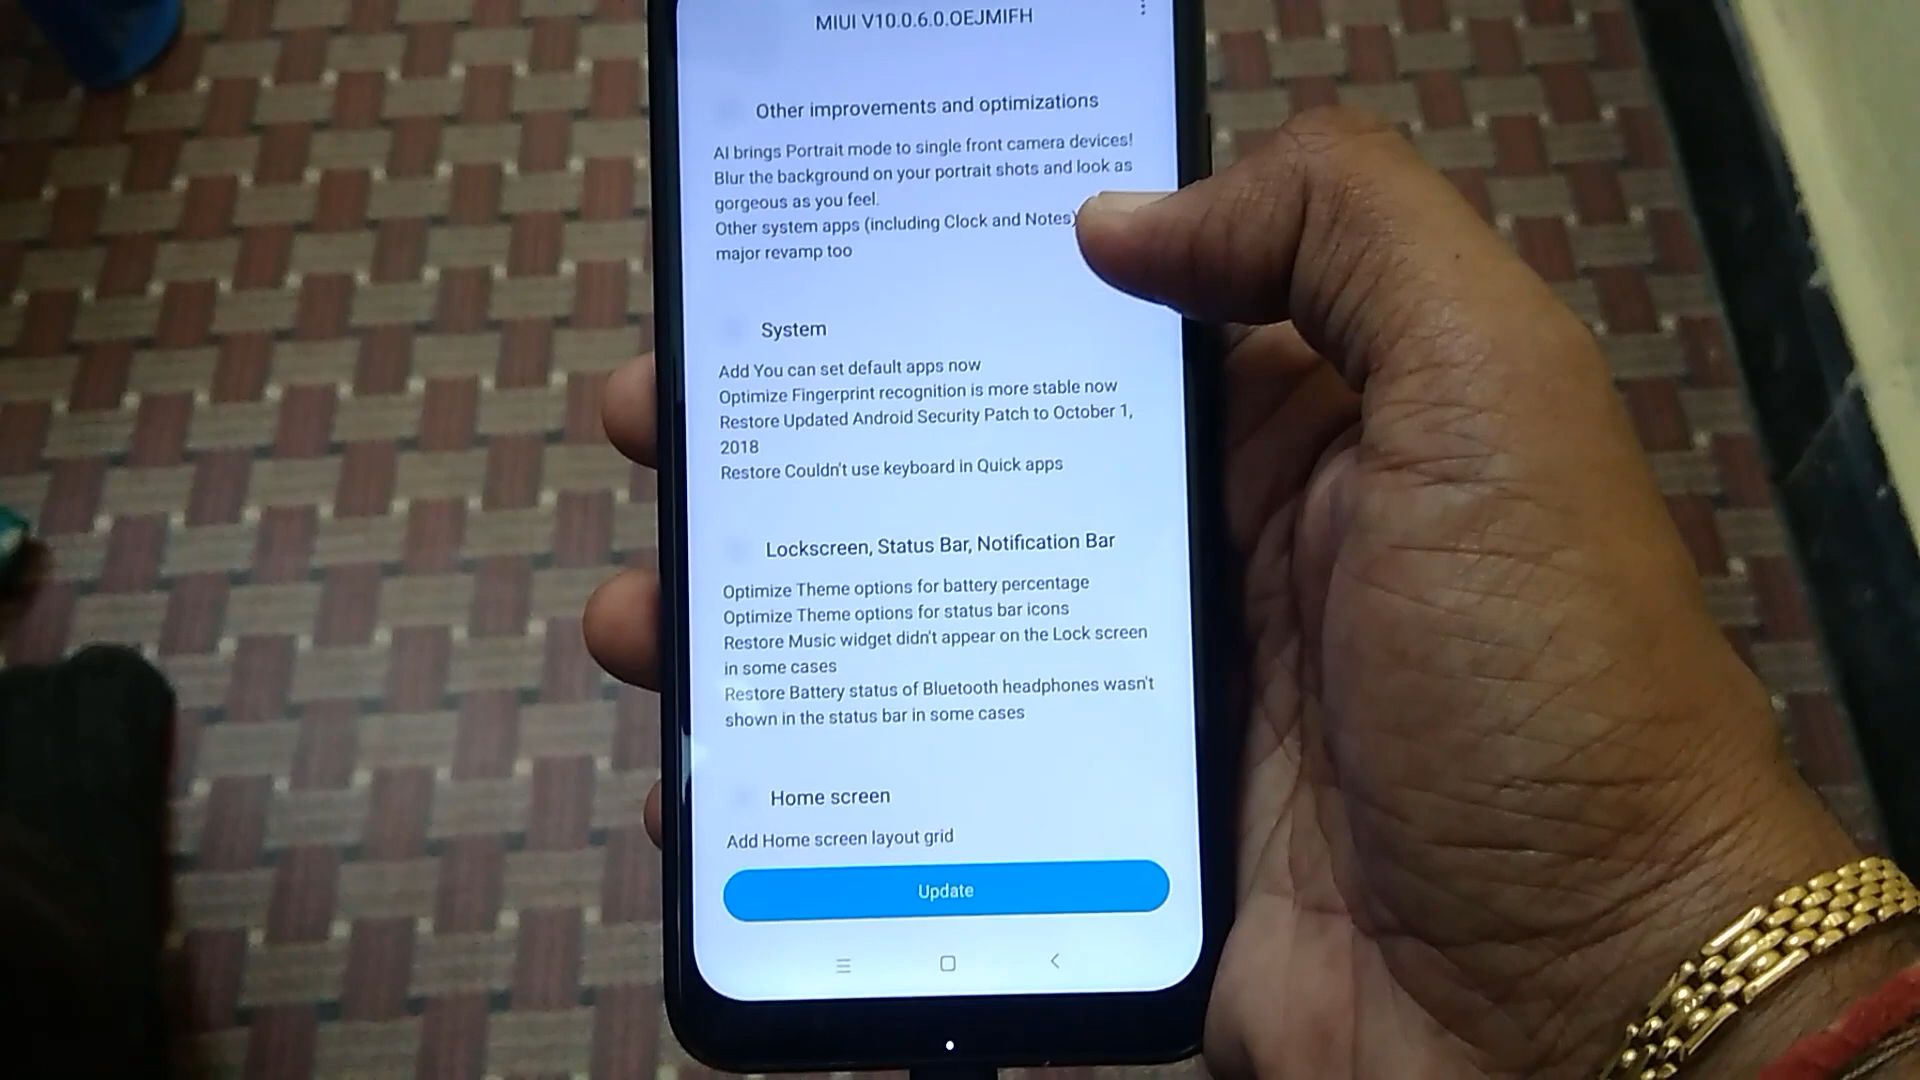 MIUI V10.0.6.0.OEJMIFH
Other improvements and optimizations
AI brings Portrait mode to single front camera devices!
Blur the background on your portrait shots and look as
gorgeous as you feel.
Other system apps (including Clock and Notes)
major revamp too
System
Add You can set default apps now
Optimize Fingerprint recognition is more stable now
Restore Updated Android Security Patch to October 1,
2018
Restore Couldn't use keyboard in Quick apps
Lockscreen, Status Bar, Notification Bar
Optimize Theme options for battery percentage
Optimize Theme options for status bar icons
Restore Music widget didn't appear on the Lock screen
in some cases
Restore Battery status of Bluetooth headphones wasn't
shown in the status bar in some cases
Home screen
Add Home screen layout grid
Update